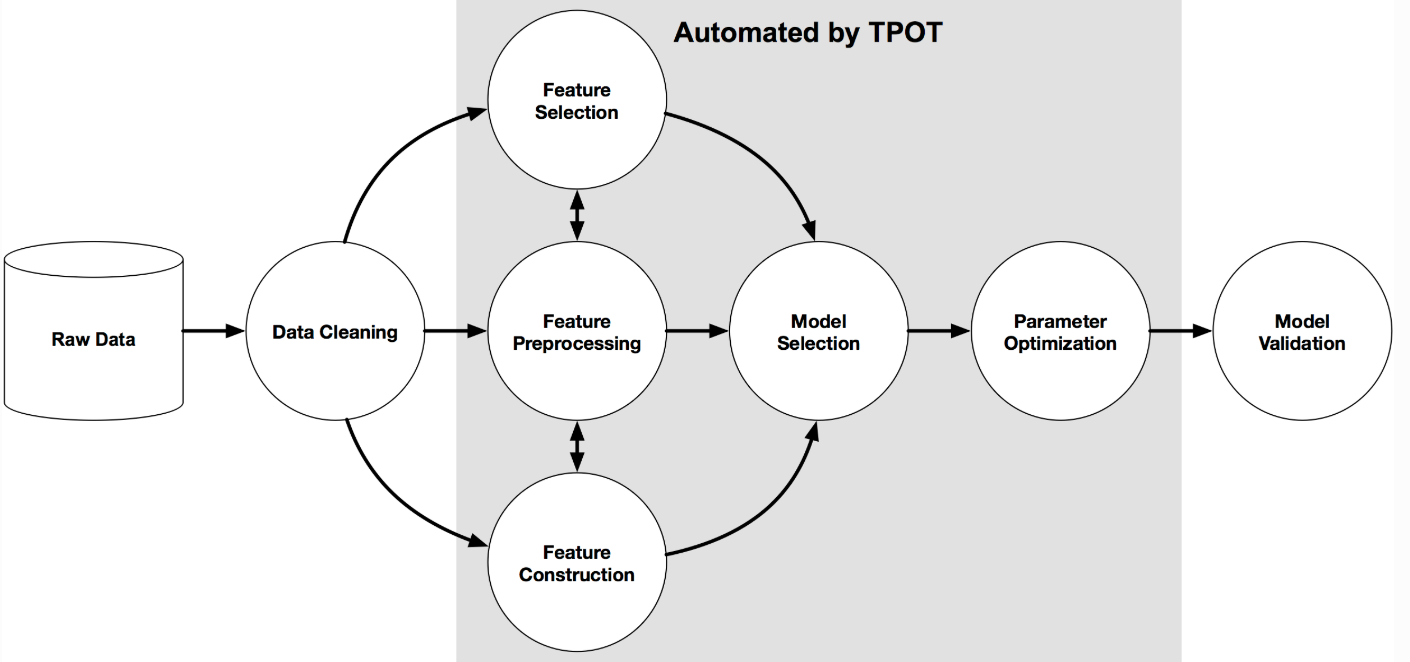 Automated by TPOT
Feature
Selection
Raw Data
Data Cleaning
Feature
Preprocessing
Model
Selection
Parameter
Optimization
Model
Validation
Feature
Construction